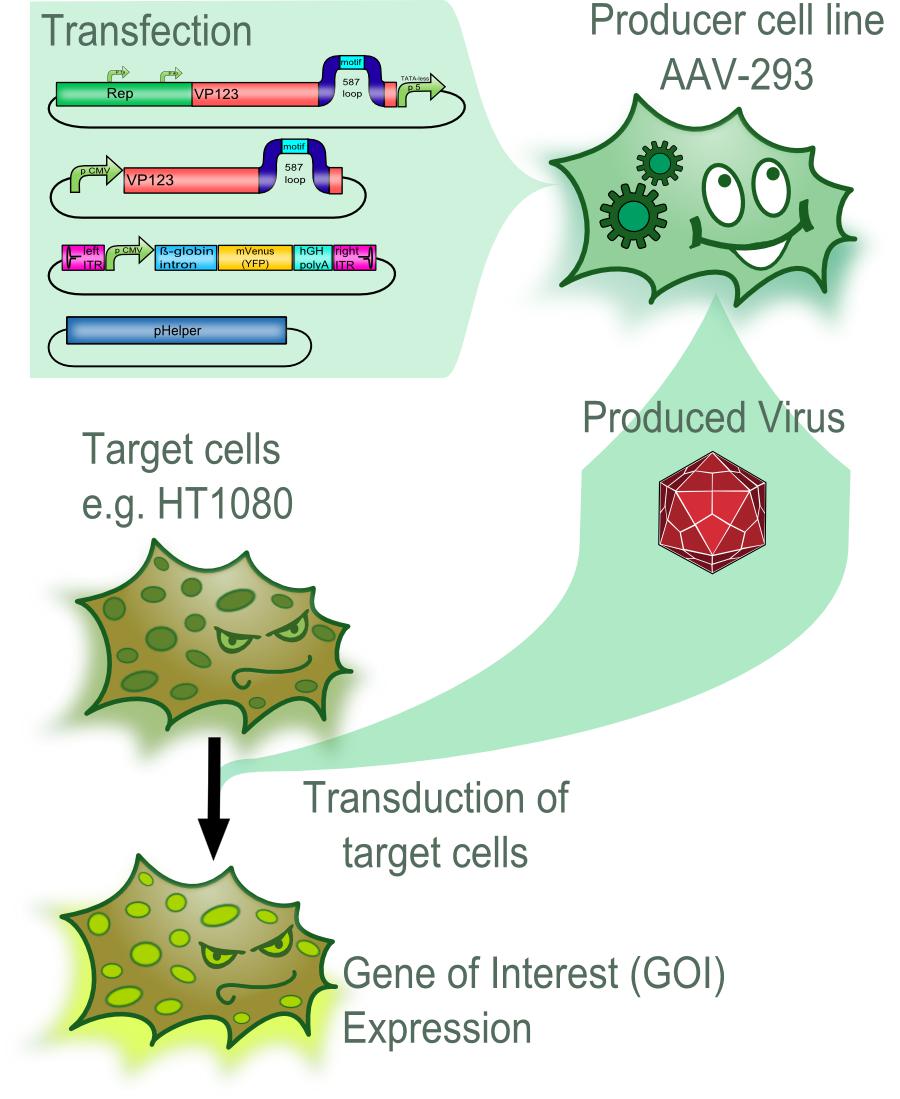 Transfection
Producer cell line
AAV-293
motif
587
loop
TATA-less
p 5
Rep
VP123
motif
587
loop
p CMV
VP123
left
ITR
p CMV
ß-globin
intron
mVenus
(YFP)
hGH
polyA
right
ITR
pHelper
Produced Virus
Target cells
e.g. HT1080
Transduction of
target cells
Gene of Interest (GOI)
Expression